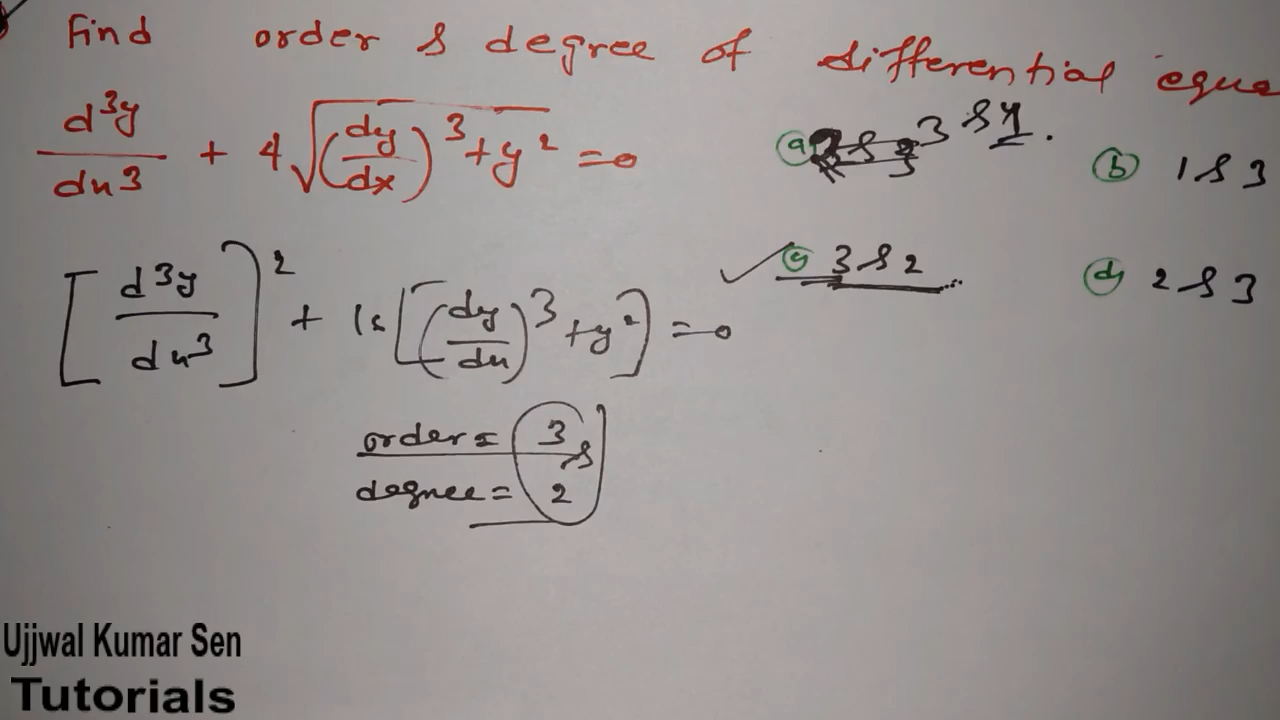 Find order & degree of differential equa
d³y/dx³ + 4√((dy/dx)³ + y²) = 0
(a) 3 & 1.
(b) 1 & 3
[d³y/dx³]² + 16[(dy/dx)³ + y²] = 0
(c) 3 & 2
(d) 2 & 3
order = 3 &
degree = 2
Ujjwal Kumar Sen
Tutorials